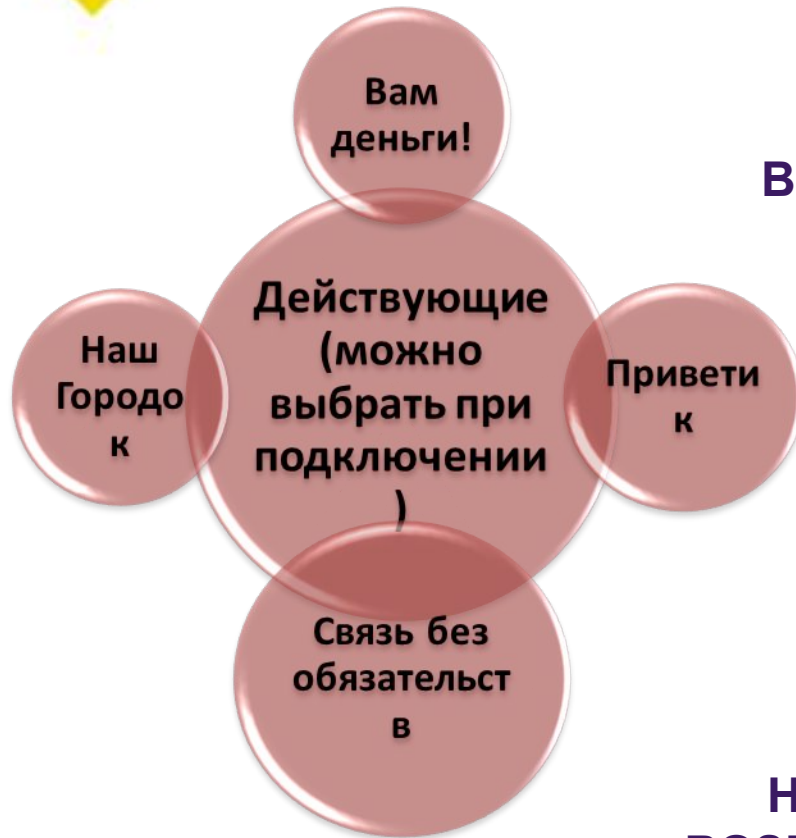 Вам
деньги!
В
Действующие
(можно
выбрать при
подключении
)
Наш
Городо
к
Привети
к
Связь без
обязательст
в
Н